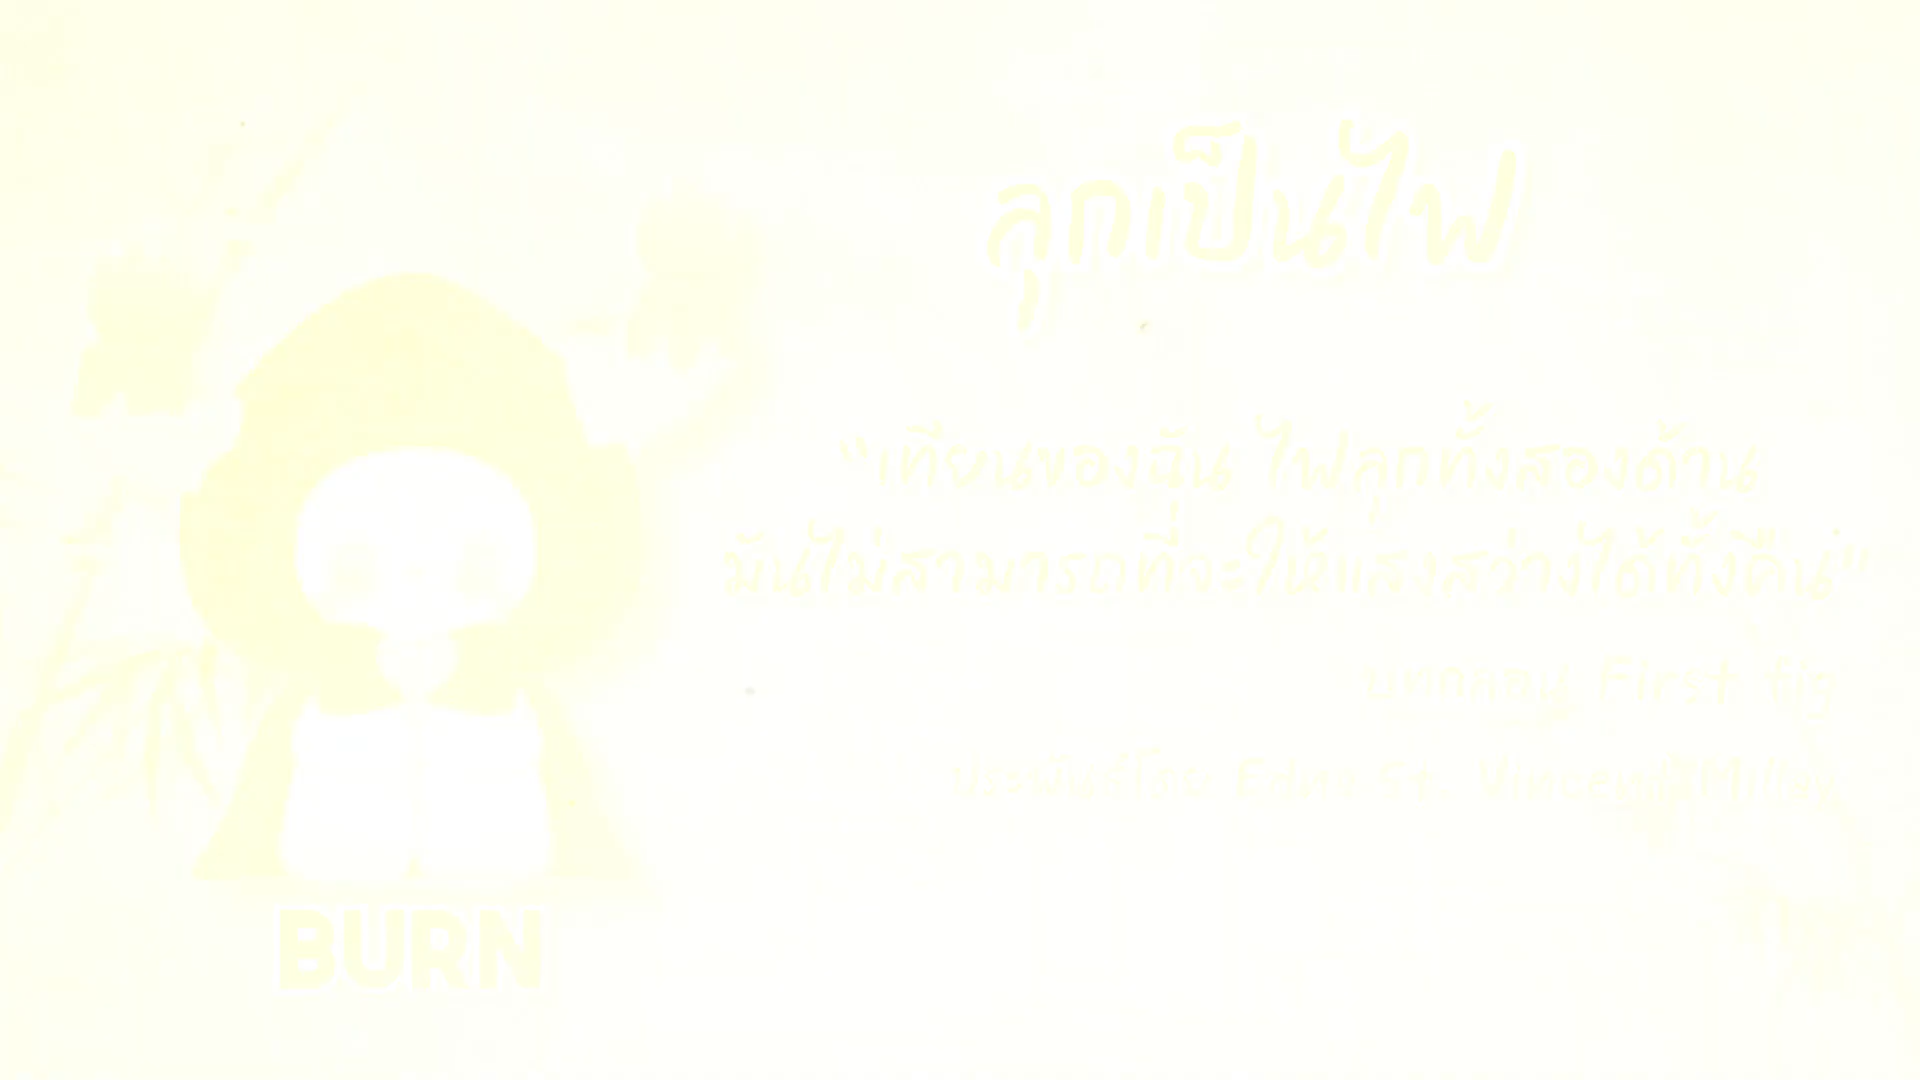 ลุกเป็นไฟ
“เทียนของฉัน ไฟลุกทั้งสองด้าน
มันไม่สามารถที่จะให้แสงสว่างได้ทั้งคืน”
บทกลอน First fig
ประพันธ์โดย Edna St. Vincent Millay
BURN